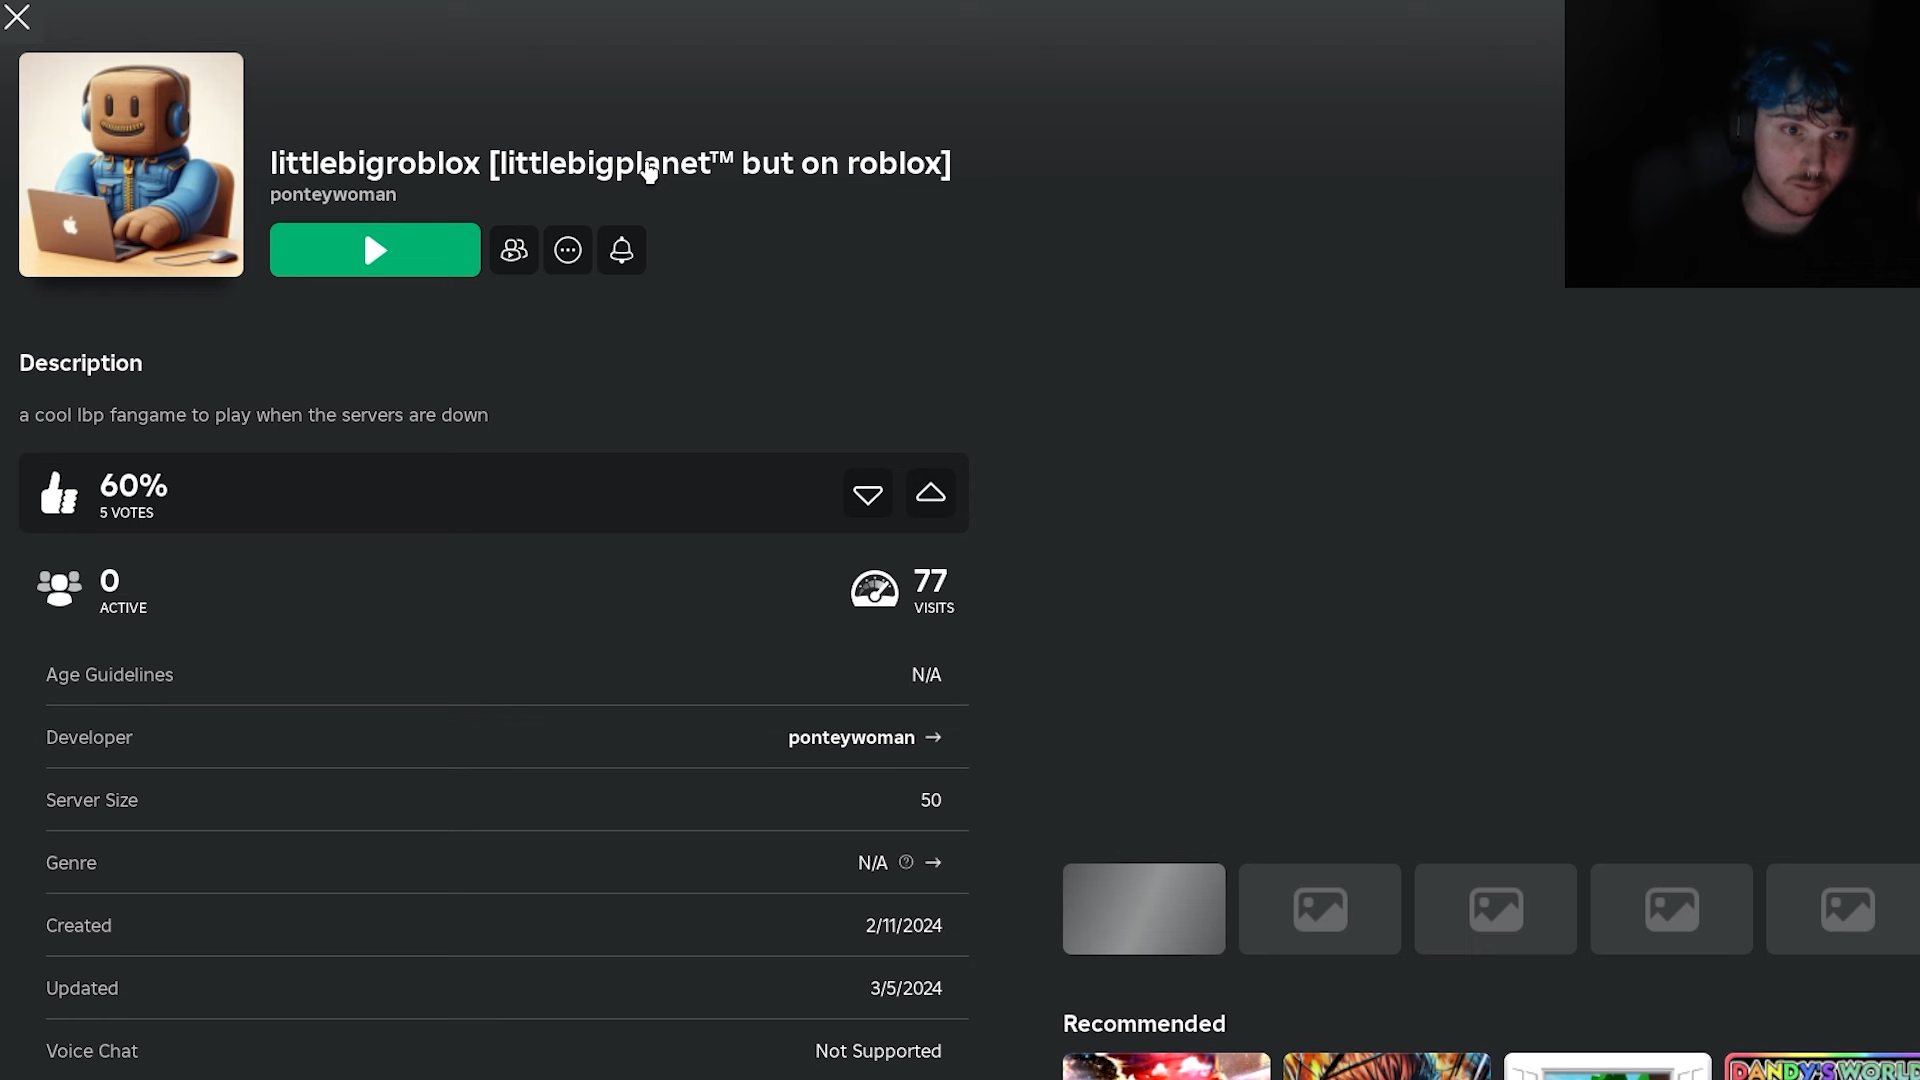 littlebigroblox [littlebigplanet™ but on roblox]
ponteywoman
Description
a cool lbp fangame to play when the servers are down
60%
5 VOTES
0
ACTIVE
77
VISITS
Age Guidelines N/A
Developer ponteywoman →
Server Size 50
Genre N/A →
Created 2/11/2024
Updated 3/5/2024
Voice Chat Not Supported
Recommended
DANDY'S WORLD